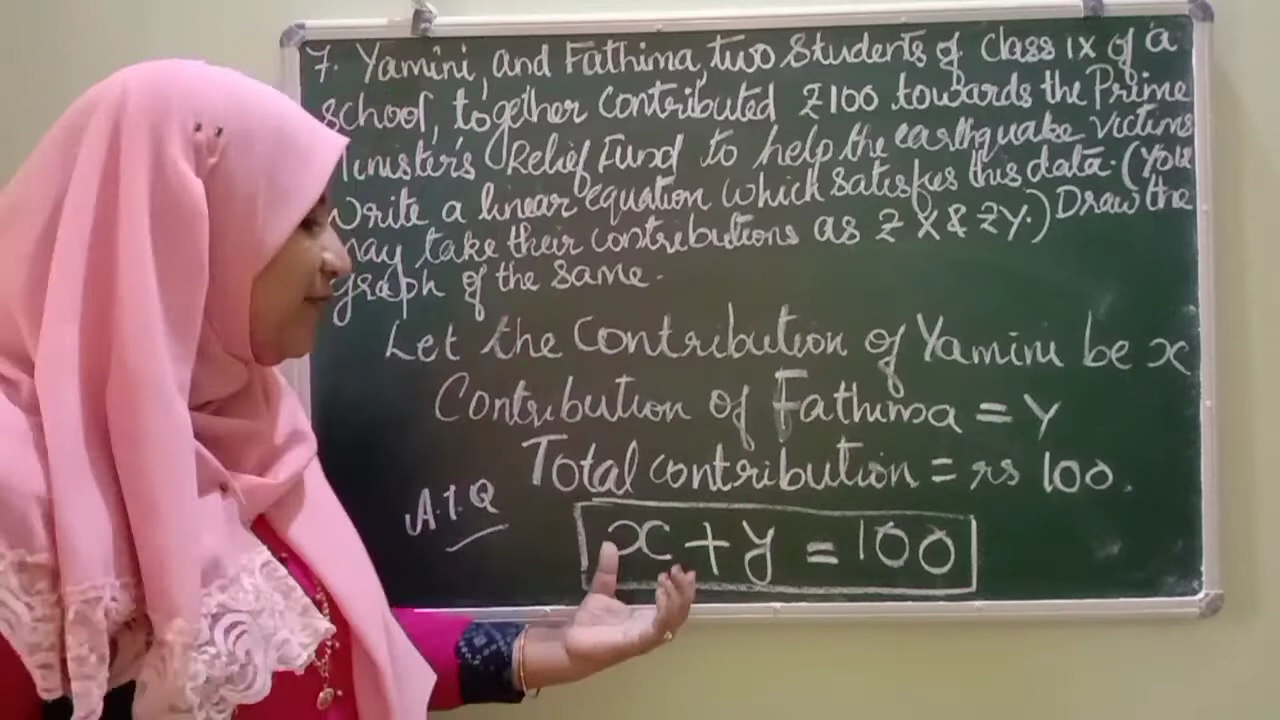 7. Yamini, and Fathima, two Students of Class IX of a
School, together contributed ₹100 towards the Prime
Minister's Relief Fund to help the earthquake victims
Write a linear equation which satisfies this data. (You
may take their contributions as ₹ X & ₹ Y.) Draw the
graph of the same.
Let the contribution of Yamini be x
Contribution of Fathima = Y
Total contribution = rs 100.
A.T.Q
x + y = 100